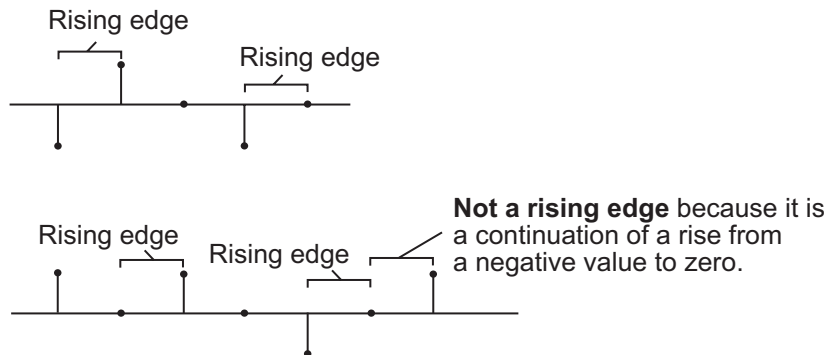 Rising edge
Rising edge
Not a rising edge because it is
a continuation of a rise from
a negative value to zero.
Rising edge
Rising edge